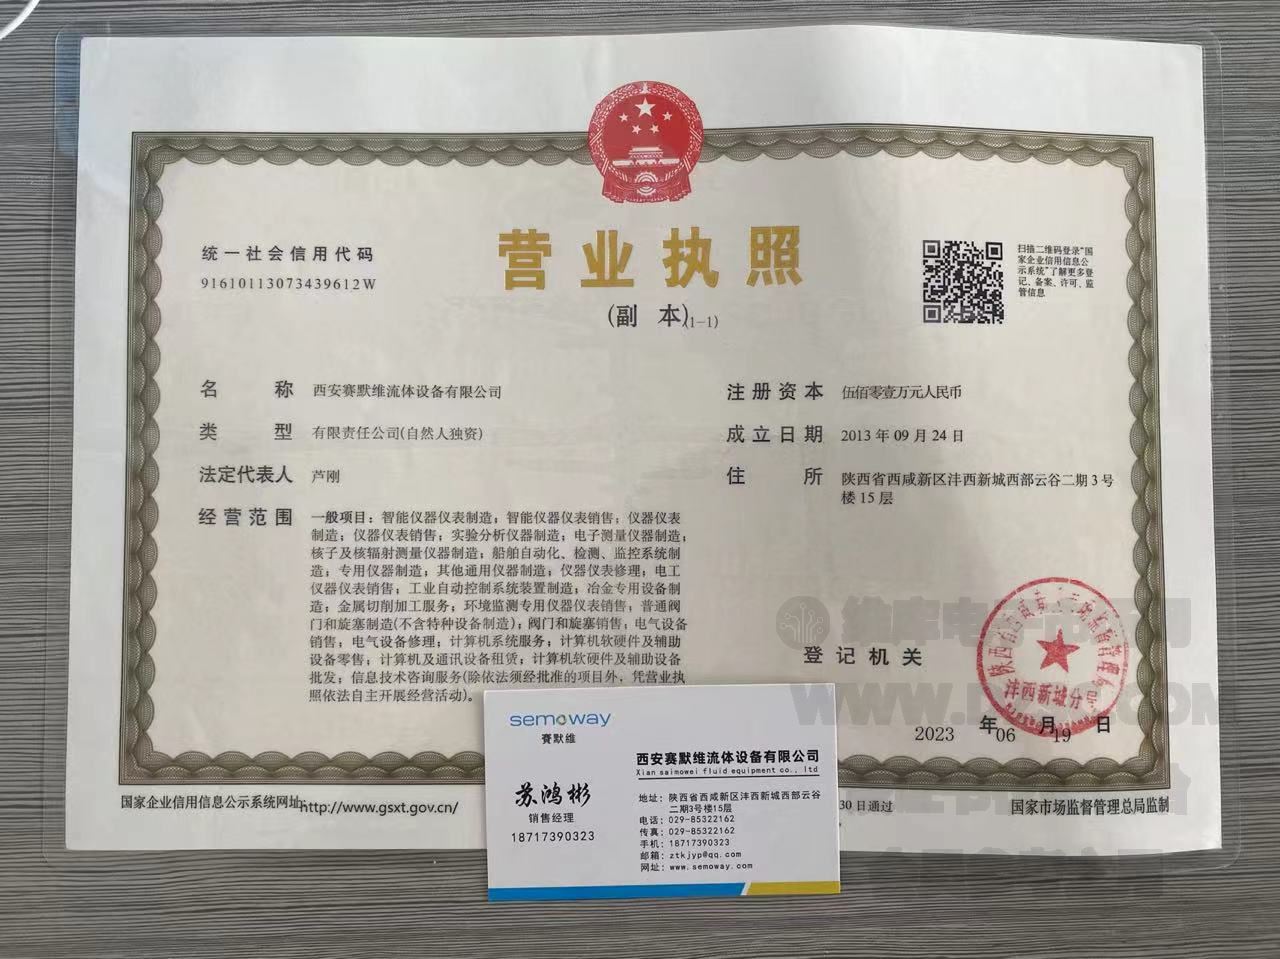 营业执照
(副 本)(1-1)
统一社会信用代码
91610113073439612W
扫描二维码登录“国
家企业信用信息公
示系统”了解更多登
记、备案、许可、监
管信息
名 称 西安赛默维流体设备有限公司
类 型 有限责任公司(自然人独资)
法定代表人 芦刚
经营范围 一般项目：智能仪器仪表制造；智能仪器仪表销售；仪器仪表
制造；仪器仪表销售；实验分析仪器制造；电子测量仪器制造；
核子及核辐射测量仪器制造；船舶自动化、检测、监控系统制
造；专用仪器制造；其他通用仪器制造；仪器仪表修理；电工
仪器仪表销售；工业自动控制系统装置制造；冶金专用设备制
造；金属切削加工服务；环境监测专用仪器仪表销售；普通阀
门和旋塞制造(不含特种设备制造)；阀门和旋塞销售；电气设备
销售；电气设备修理；计算机系统服务；计算机软硬件及辅助
设备零售；计算机及通讯设备租赁；计算机软硬件及辅助设备
批发；信息技术咨询服务(除依法须经批准的项目外，凭营业执
照依法自主开展经营活动)。
注册资本 伍佰零壹万元人民币
成立日期 2013 年 09 月 24 日
住 所 陕西省西咸新区沣西新城西部云谷二期 3 号
楼 15 层
登记机关
沣西新城分局
2023 年 06 月 19 日
国家企业信用信息公示系统网址:http://www.gsxt.gov.cn/
30 日通过
国家市场监督管理总局监制
semoway
賽默维
苏鸿彬
销售经理
18717390323
西安赛默维流体设备有限公司
Xian saimowei fluid equipment co., ltd
地址：陕西省西咸新区沣西新城西部云谷
二期3号楼15层
电话：029-85322162
传真：029-85322162
手机：18717390323
邮箱：ztkjyp@qq.com
网址：www.semoway.com